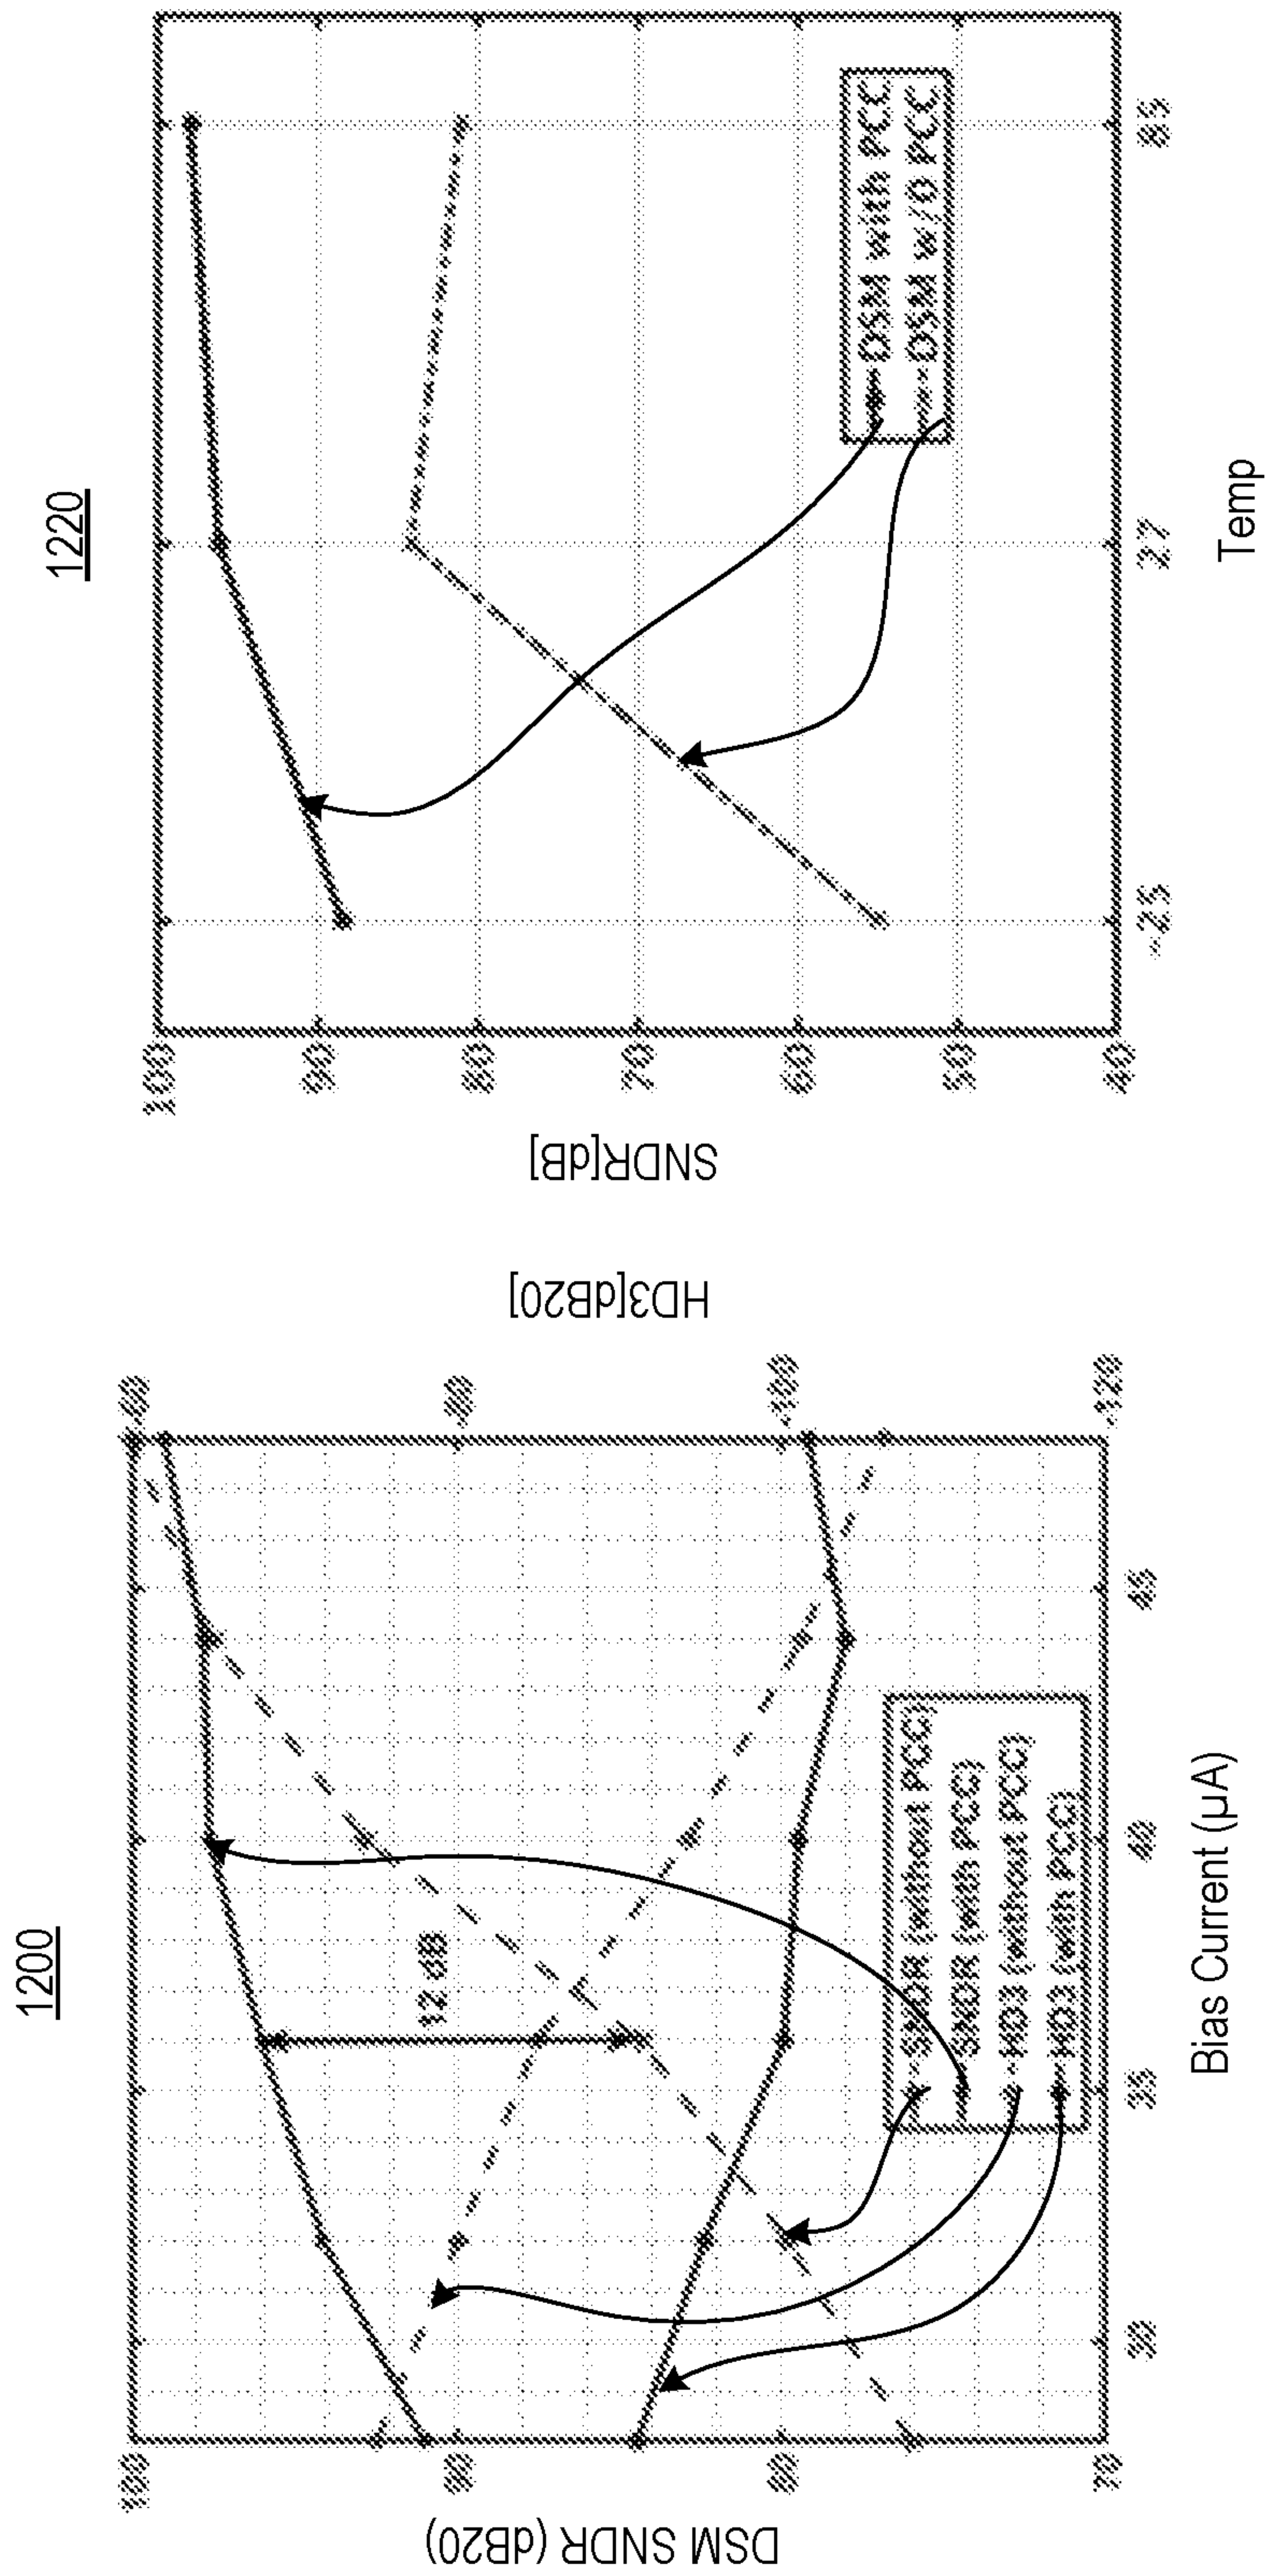 1200
DSM SNDR (dB20)
100
90
80
70
12 dB
SNDR (without PCC)
SNDR (with PCC)
HD3 (without PCC)
HD3 (with PCC)
30
35
40
45
Bias Current (μA)
-60
-80
-100
-120
HD3[dB20]
1220
SNDR[dB]
100
90
80
70
60
50
40
DSM with PCC
DSM w/O PCC
-25
27
85
Temp